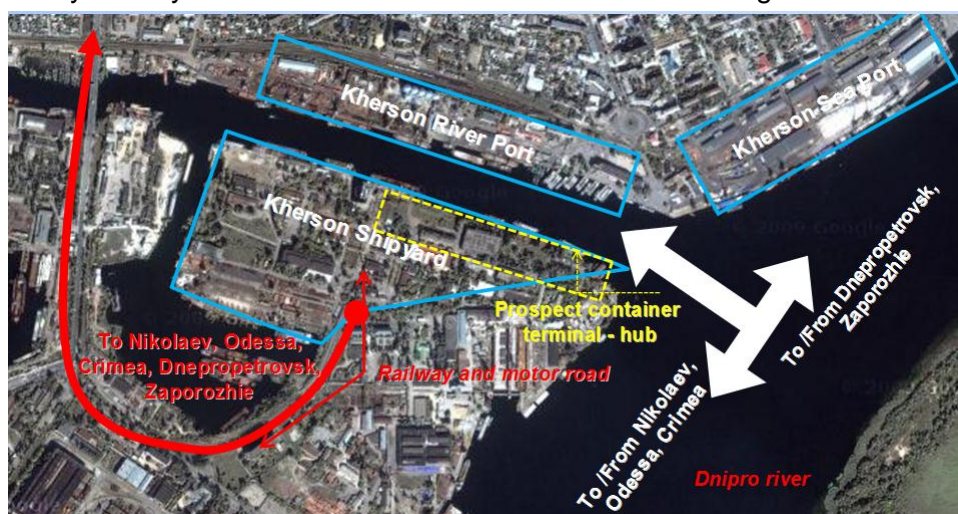 Kherson River Port
Kherson Sea Port
Kherson Shipyard
© 2009 Google
Prospect container
terminal - hub
To /From Dnepropetrovsk,
Zaporozhie
To Nikolaev, Odessa,
Crimea, Dnepropetrovsk,
Zaporozhie
Railway and motor road
To /From Nikolaev,
Odessa, Crimea
Dnipro river